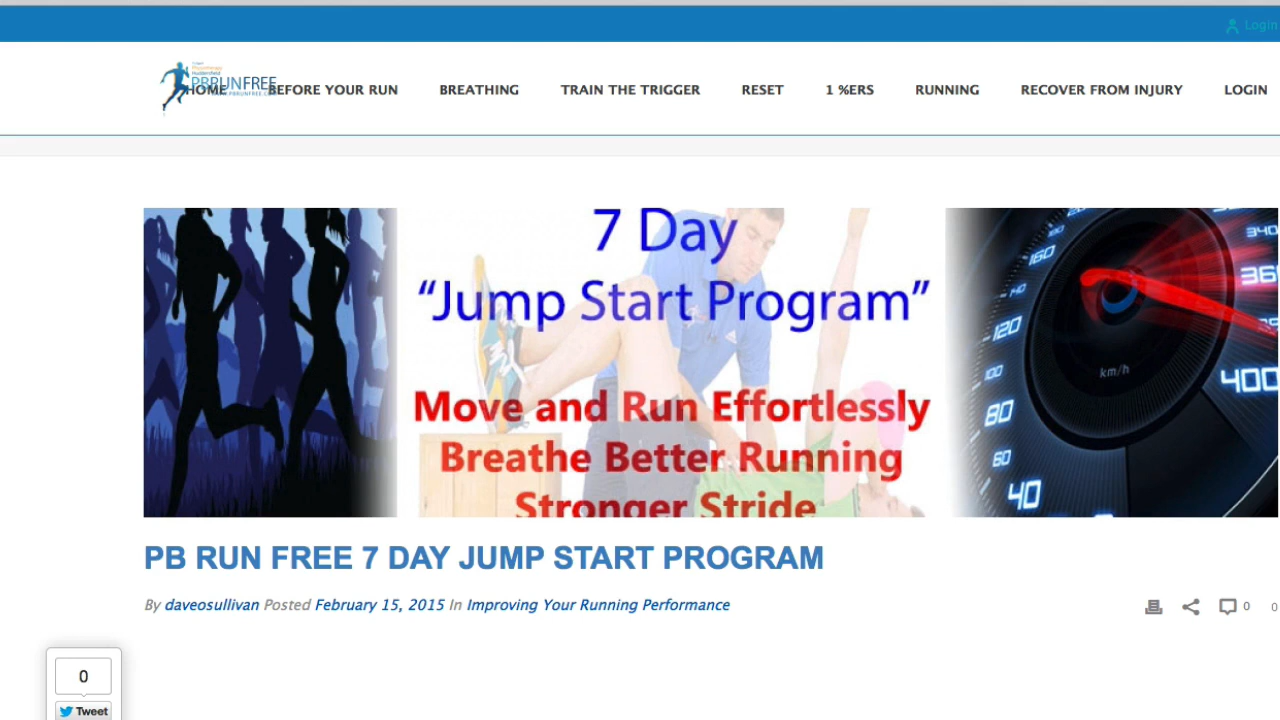 Login
PBRUNFREE
HOME
BEFORE YOUR RUN
BREATHING
TRAIN THE TRIGGER
RESET
1 %ERS
RUNNING
RECOVER FROM INJURY
LOGIN
7 Day
“Jump Start Program”
Move and Run Effortlessly
Breathe Better Running
Stronger Stride
40
60
80
100
120
140
160
km/h
340
360
400
PB RUN FREE 7 DAY JUMP START PROGRAM
By daveosullivan Posted February 15, 2015 In Improving Your Running Performance
0
0
0
Tweet